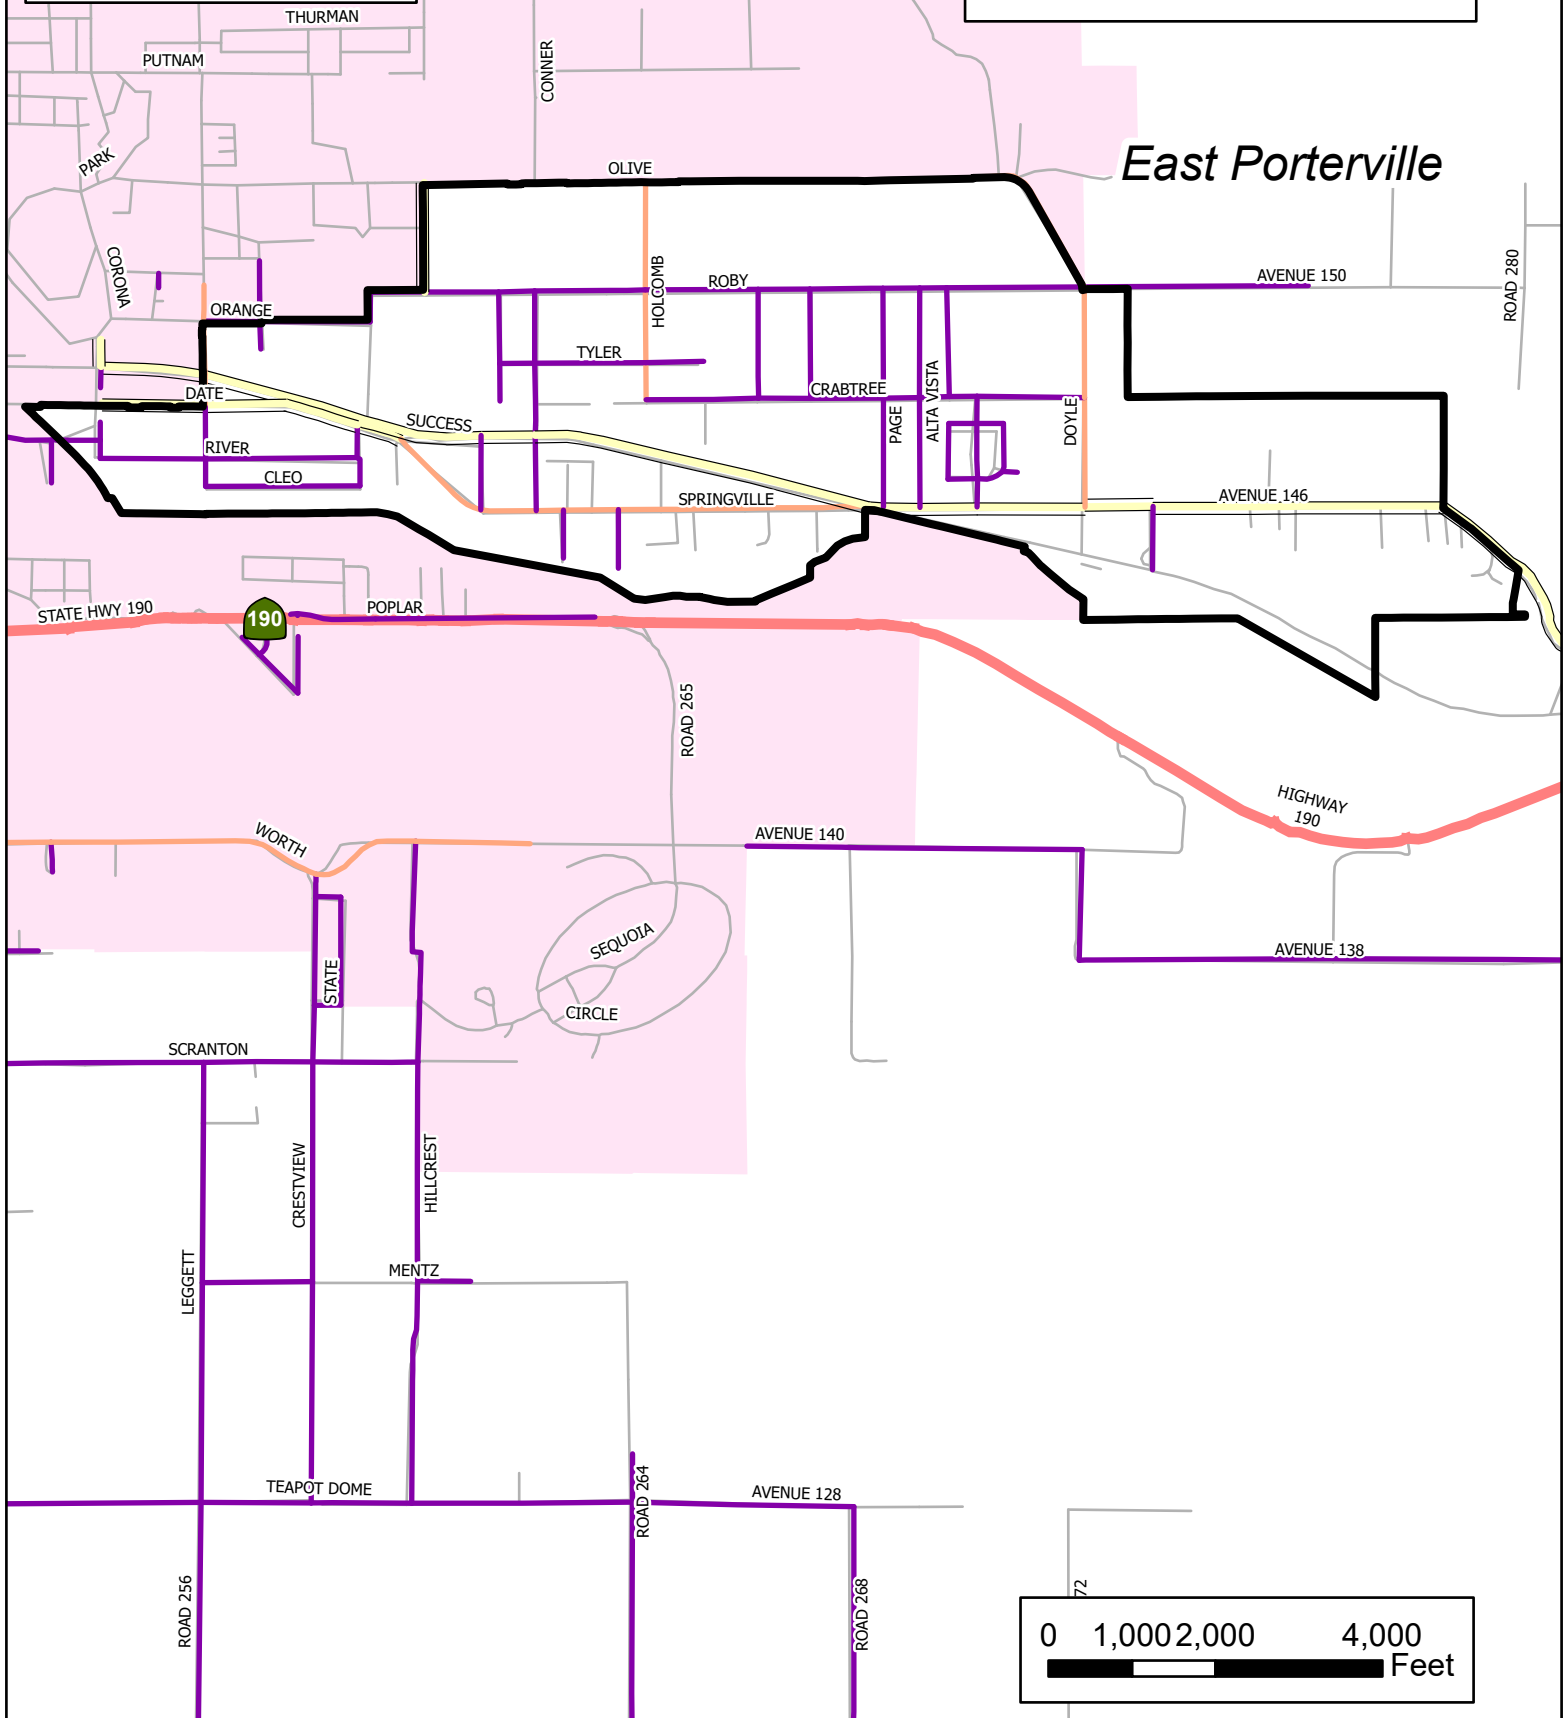 THURMAN
PUTNAM
CONNER
PARK
East Porterville
OLIVE
CORONA
HOLCOMB
ROBY
AVENUE 150
ROAD 280
ORANGE
TYLER
DATE
CRABTREE
ALTA VISTA
PAGE
DOYLE
SUCCESS
RIVER
CLEO
SPRINGVILLE
AVENUE 146
STATE HWY 190
190
POPLAR
ROAD 265
HIGHWAY
190
WORTH
AVENUE 140
SEQUOIA
CIRCLE
STATE
AVENUE 138
SCRANTON
CRESTVIEW
HILLCREST
LEGGETT
MENTZ
TEAPOT DOME
ROAD 264
AVENUE 128
ROAD 256
ROAD 268
72
0 1,000 2,000 4,000
Feet